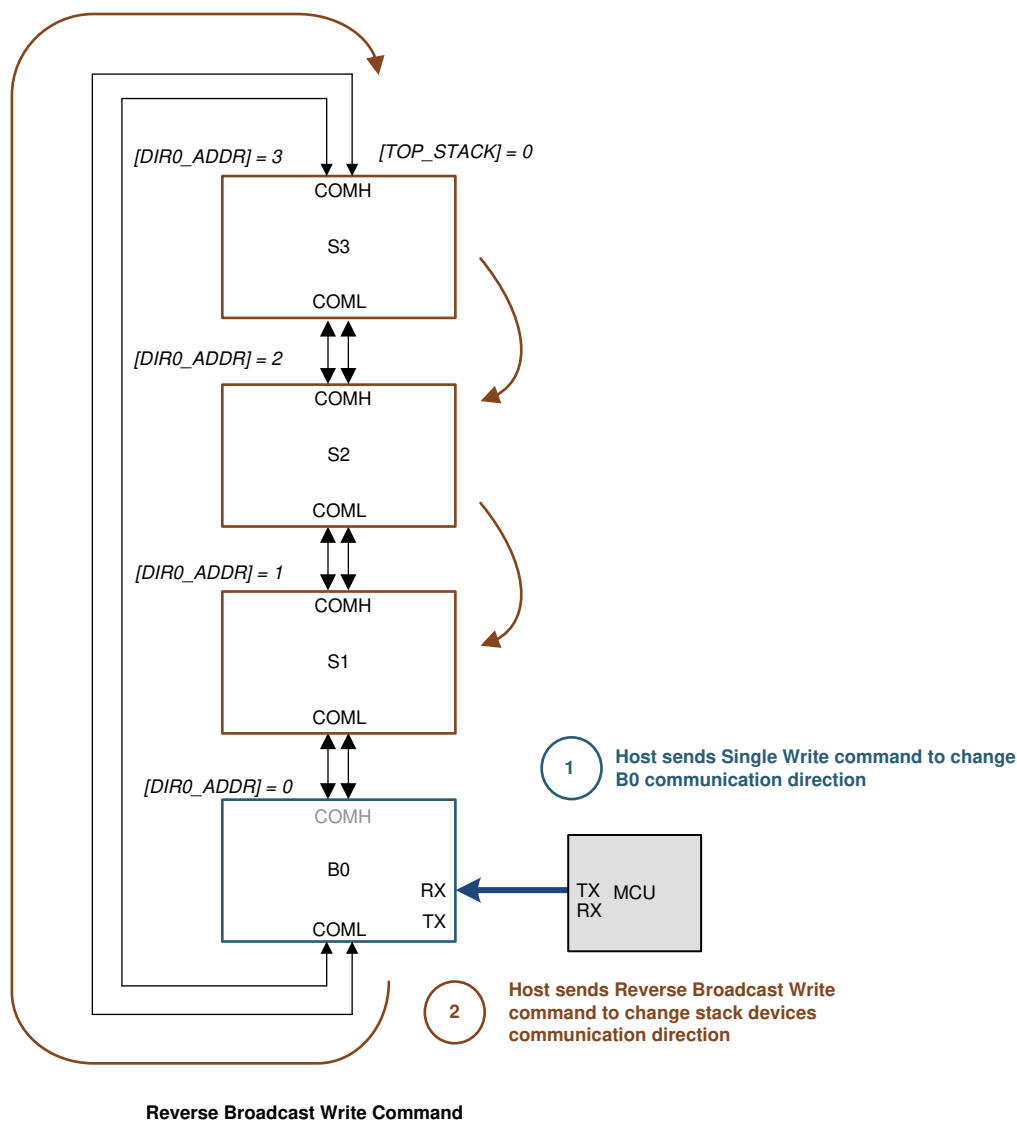 [DIR0_ADDR] = 3
[TOP_STACK] = 0
COMH
S3
COML
[DIR0_ADDR] = 2
COMH
S2
COML
[DIR0_ADDR] = 1
COMH
S1
COML
1
Host sends Single Write command to change
B0 communication direction
[DIR0_ADDR] = 0
COMH
B0
RX
TX
COML
TX
RX
MCU
2
Host sends Reverse Broadcast Write
command to change stack devices
communication direction
Reverse Broadcast Write Command